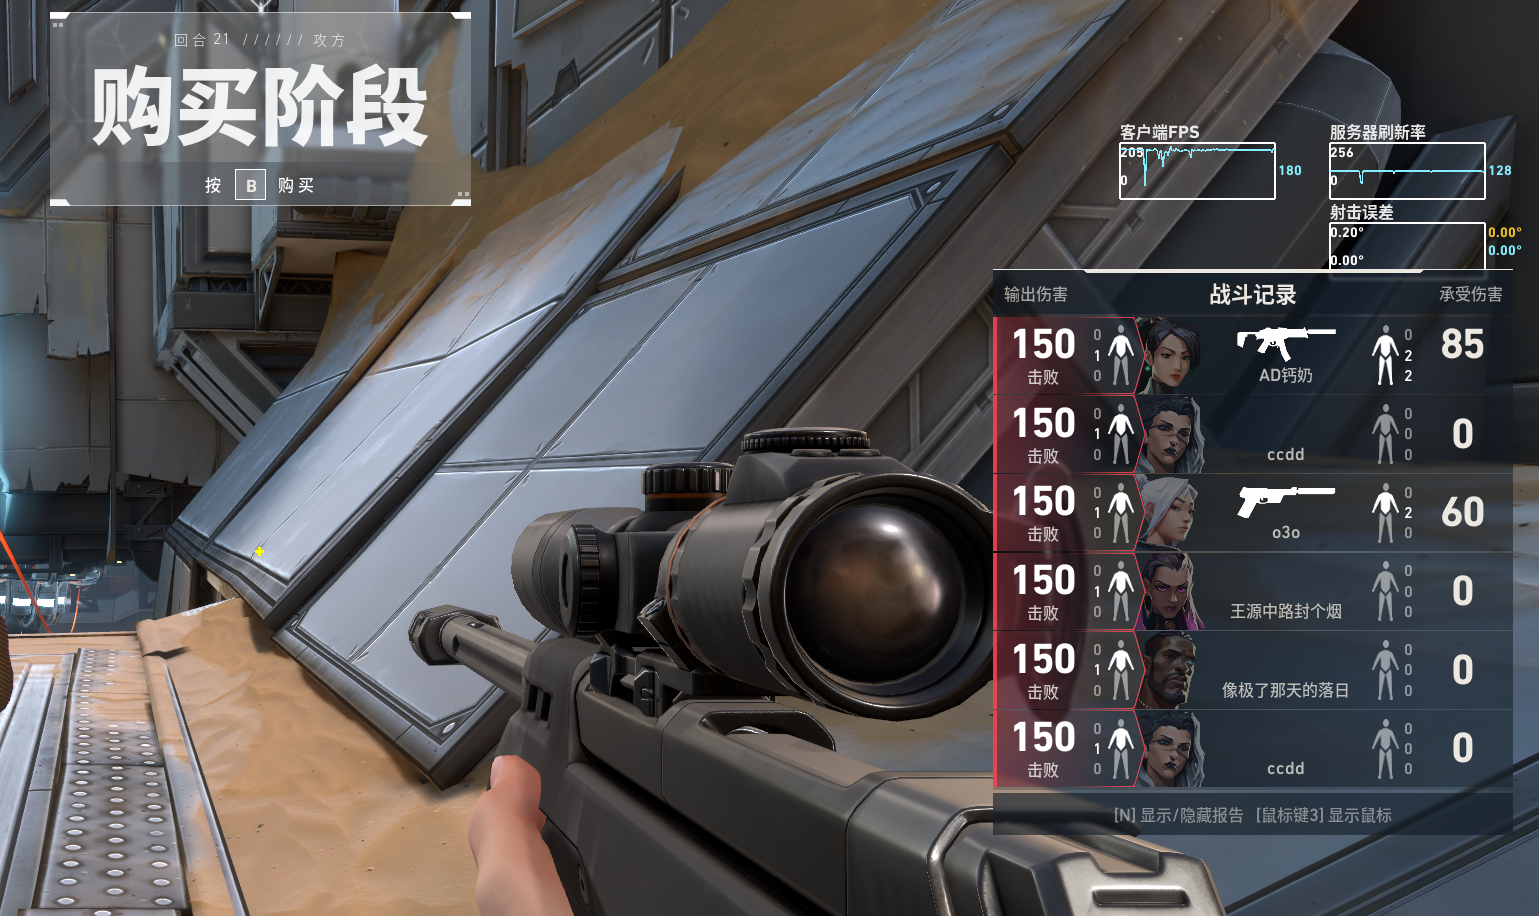 回合 21 ////// 攻方
购买阶段
按 B 购买
客户端FPS
205
180
0
服务器刷新率
256
128
0
射击误差
0.20°
0.00°
0.00°
0.00°
输出伤害 战斗记录 承受伤害
150 击败 0 1 0 AD钙奶 0 2 2 85
150 击败 0 1 0 ccdd 0 0 0 0
150 击败 0 1 0 o3o 0 2 0 60
150 击败 0 1 0 王源中路封个烟 0 0 0 0
150 击败 0 1 0 像极了那天的落日 0 0 0 0
150 击败 0 1 0 ccdd 0 0 0 0
[N] 显示/隐藏报告 [鼠标键3] 显示鼠标